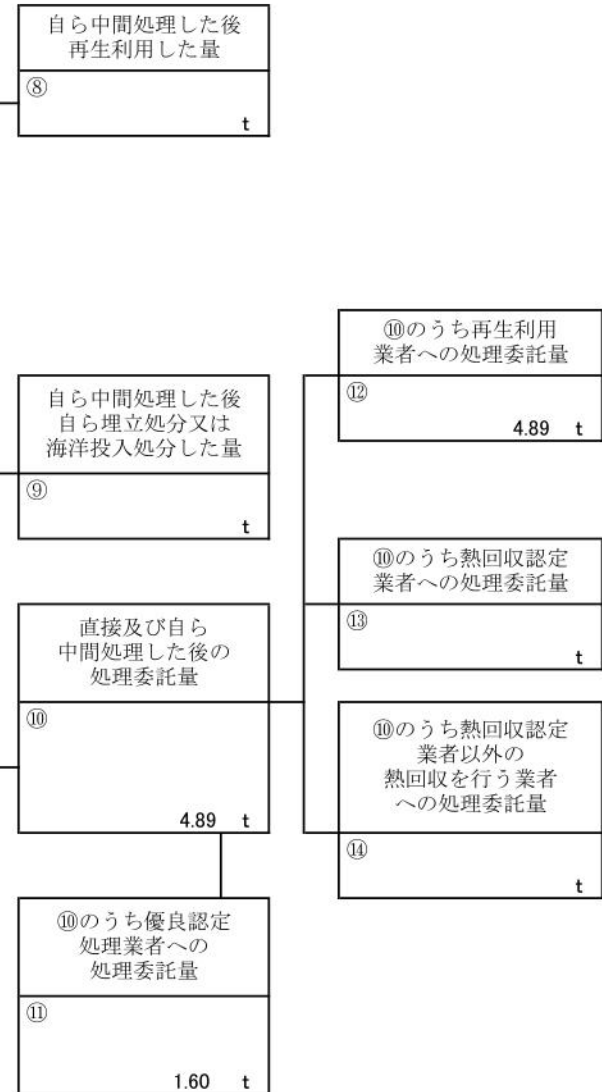 自ら中間処理した後
再生利用した量
⑧
t
自ら中間処理した後
自ら埋立処分又は
海洋投入処分した量
⑨
t
直接及び自ら
中間処理した後の
処理委託量
⑩
4.89 t
⑩のうち優良認定
処理業者への
処理委託量
⑪
1.60 t
⑩のうち再生利用
業者への処理委託量
⑫
4.89 t
⑩のうち熱回収認定
業者への処理委託量
⑬
t
⑩のうち熱回収認定
業者以外の
熱回収を行う業者
への処理委託量
⑭
t